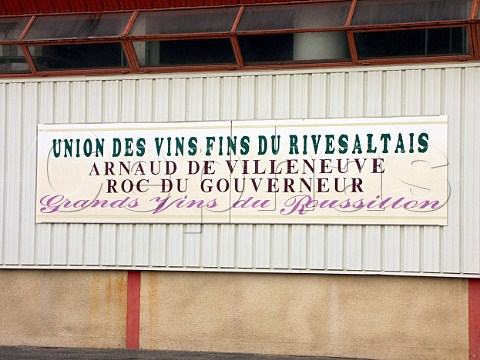 UNION DES VINS FINS DU RIVESALTAIS
ARNAUD DE VILLENEUVE
ROC DU GOUVERNEUR
Grands Vins du Roussillon